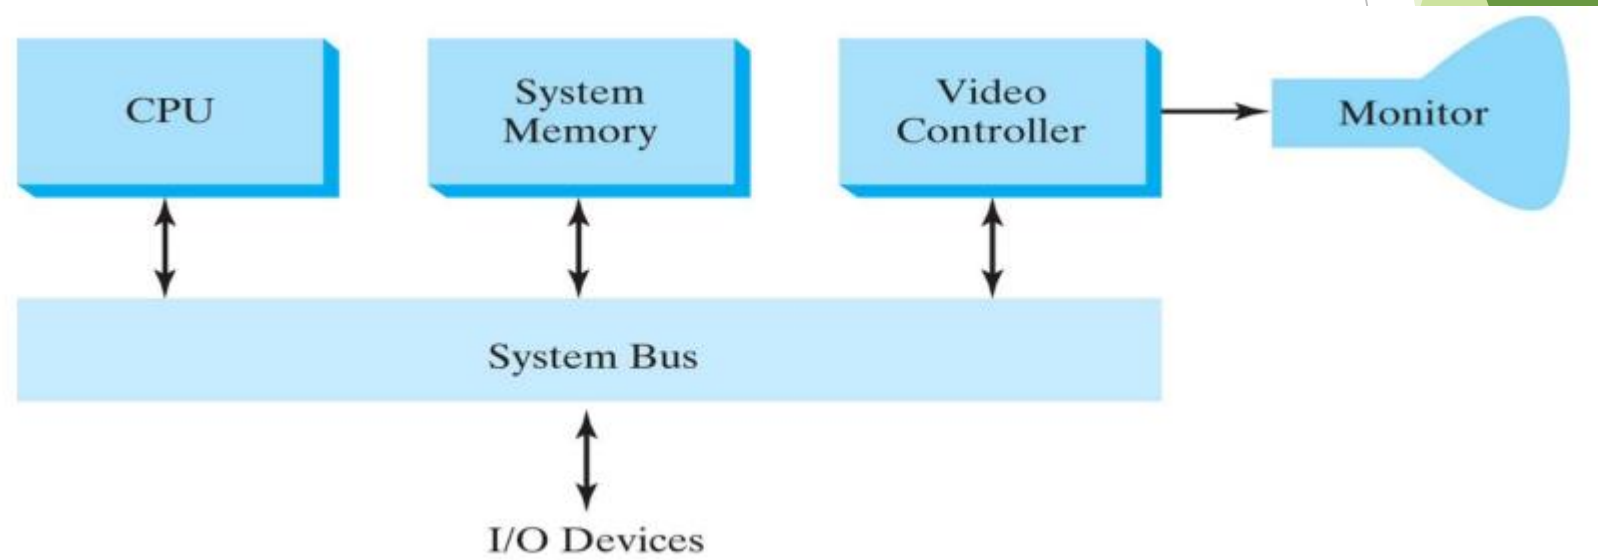 CPU
System
Memory
Video
Controller
Monitor
System Bus
I/O Devices